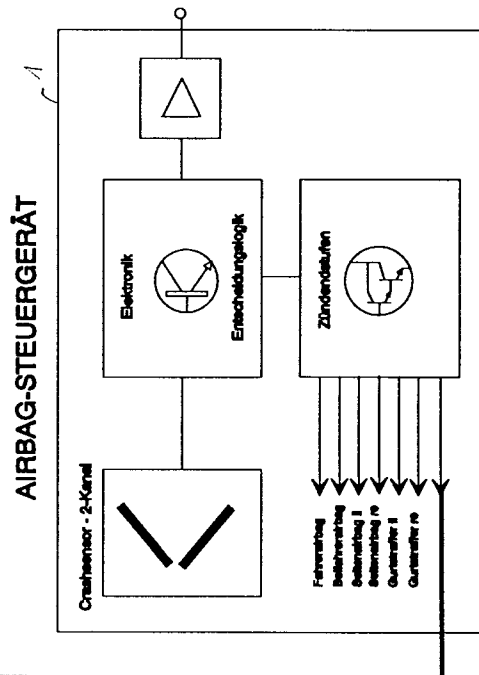 AIRBAG-STEUERGERÄT
1
Crashsensor - 2-Kanal
Elektronik
Entscheidungslogik
Zündendstufen
Fahrerairbag
Beifahrerairbag
Seitenairbag li
Seitenairbag re
Gurtstraffer li
Gurtstraffer re